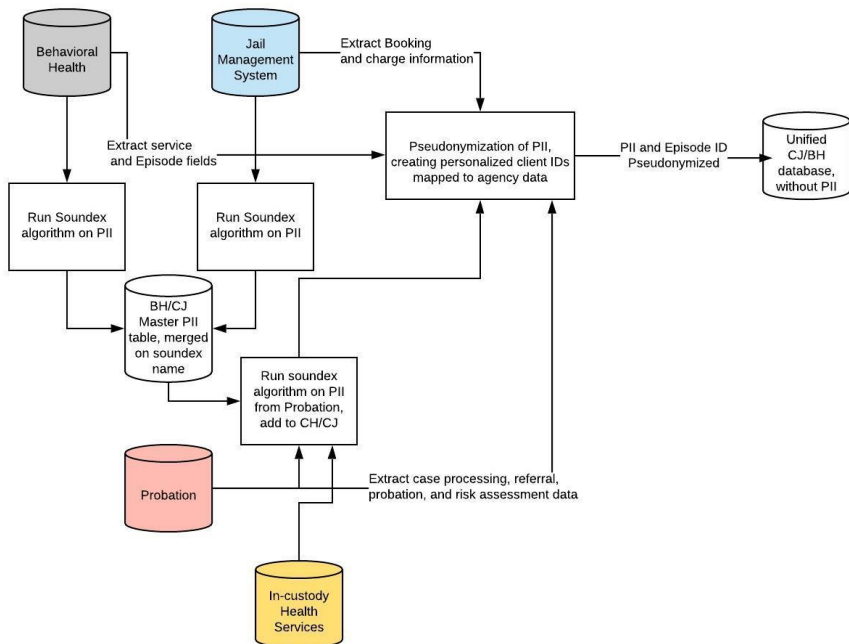 Behavioral
Health
Jail
Management
System
Extract Booking
and charge information
Extract service
and Episode fields
Pseudonymization of PII,
creating personalized client IDs
mapped to agency data
PII and Episode ID
Pseudonymized
Unified
CJ/BH
database,
without PII
Run Soundex
algorithm on PII
Run Soundex
algorithm on PII
BH/CJ
Master PII
table, merged
on soundex
name
Run soundex
algorithm on PII
from Probation,
add to CH/CJ
Probation
Extract case processing, referral,
probation, and risk assessment data
In-custody
Health
Services